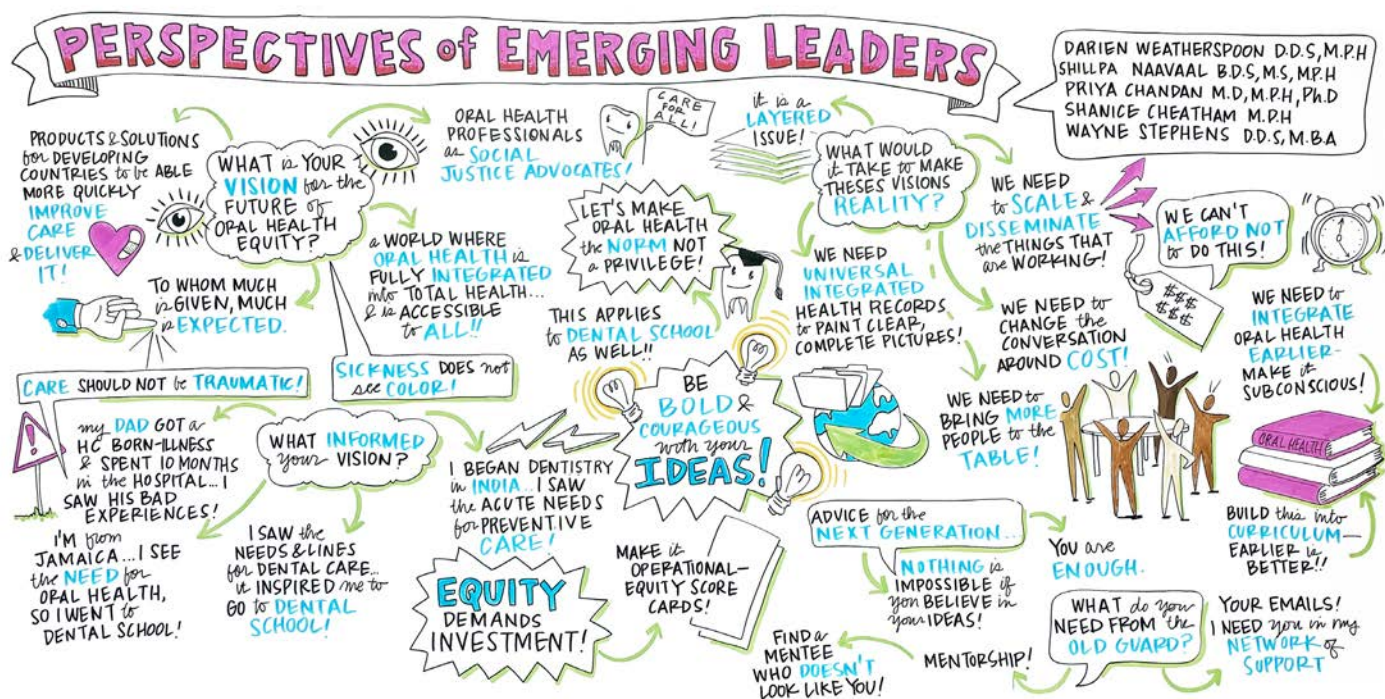 PERSPECTIVES of EMERGING LEADERS
DARIEN WEATHERSPOON D.D.S, M.P.H
SHILLPA NAAVAAL B.D.S, M.S, M.P.H
PRIYA CHANDAN M.D, M.P.H, Ph.D
SHANICE CHEATHAM M.P.H
WAYNE STEPHENS D.D.S, M.B.A
WHAT is YOUR
VISION for the
FUTURE of
ORAL HEALTH
EQUITY?
PRODUCTS & SOLUTIONS
for DEVELOPING
COUNTRIES to be ABLE
MORE QUICKLY
IMPROVE
CARE
& DELIVER
IT!
TO WHOM MUCH
is GIVEN, MUCH
is EXPECTED.
ORAL HEALTH
PROFESSIONALS
as SOCIAL
JUSTICE ADVOCATES!
a WORLD WHERE
ORAL HEALTH is
FULLY INTEGRATED
into TOTAL HEALTH...
& is ACCESSIBLE
to ALL!!
SICKNESS DOES not
see COLOR!
CARE
FOR
ALL!
LET'S MAKE
ORAL HEALTH
the NORM NOT
a PRIVILEGE!
THIS APPLIES
to DENTAL SCHOOL
AS WELL!!
it is a
LAYERED
ISSUE!
WHAT WOULD
it TAKE to MAKE
THESES VISIONS
REALITY?
WE NEED
UNIVERSAL
INTEGRATED
HEALTH RECORDS
to PAINT CLEAR,
COMPLETE PICTURES!
WE NEED
to SCALE &
DISSEMINATE
the THINGS THAT
are WORKING!
WE CAN'T
AFFORD NOT
to DO THIS!
$$$
$$$
WE NEED to
CHANGE the
CONVERSATION
AROUND COST!
WE NEED to
BRING MORE
PEOPLE to the
TABLE!
WE NEED to
INTEGRATE
ORAL HEALTH
EARLIER-
MAKE it
SUBCONSCIOUS!
ORAL HEALTH
BUILD this INTO
CURRICULUM—
EARLIER is
BETTER!!
CARE SHOULD NOT be TRAUMATIC!
WHAT INFORMED
your VISION?
my DAD GOT a
HC BORN-ILLNESS
& SPENT 10 MONTHS
in the HOSPITAL... I
SAW HIS BAD
EXPERIENCES!
I'M from
JAMAICA... I SEE
the NEED for
ORAL HEALTH,
SO I WENT to
DENTAL SCHOOL!
I SAW the
NEEDS & LINES
for DENTAL CARE...
it INSPIRED me to
GO to DENTAL
SCHOOL!
I BEGAN DENTISTRY
in INDIA... I SAW
the ACUTE NEEDS
for PREVENTIVE
CARE!
BE
BOLD &
COURAGEOUS
with your
IDEAS!
EQUITY
DEMANDS
INVESTMENT!
MAKE it
OPERATIONAL-
EQUITY SCORE
CARDS!
ADVICE for the
NEXT GENERATION...
NOTHING is
IMPOSSIBLE if
you BELIEVE in
your IDEAS!
YOU are
ENOUGH.
WHAT do you
NEED FROM the
OLD GUARD?
YOUR EMAILS!
I NEED you in my
NETWORK of
SUPPORT
MENTORSHIP!
FIND a
MENTEE
WHO DOESN'T
LOOK LIKE YOU!